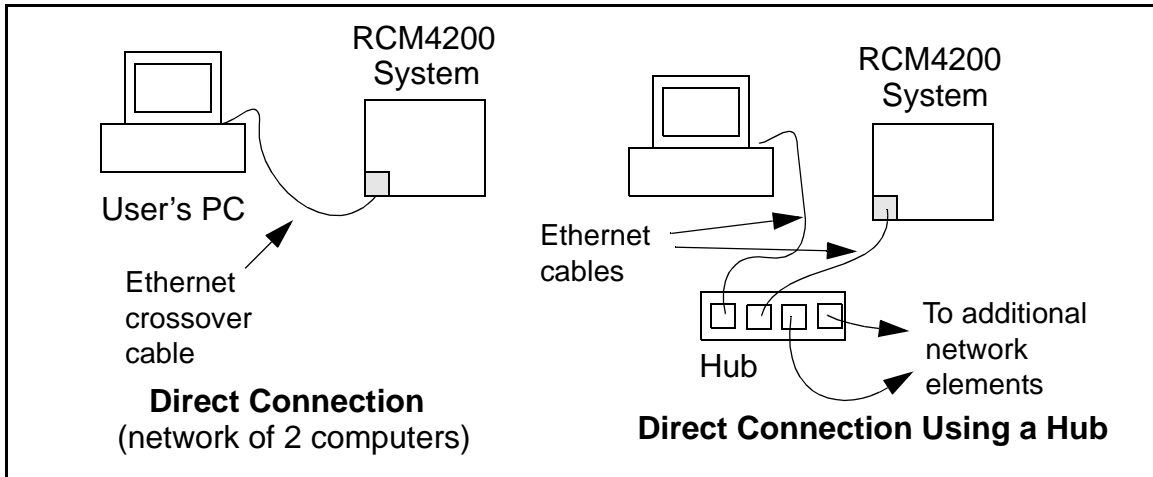 RCM4200
System
User's PC
Ethernet
crossover
cable
Direct Connection
(network of 2 computers)
RCM4200
System
Ethernet
cables
Hub
To additional
network
elements
Direct Connection Using a Hub